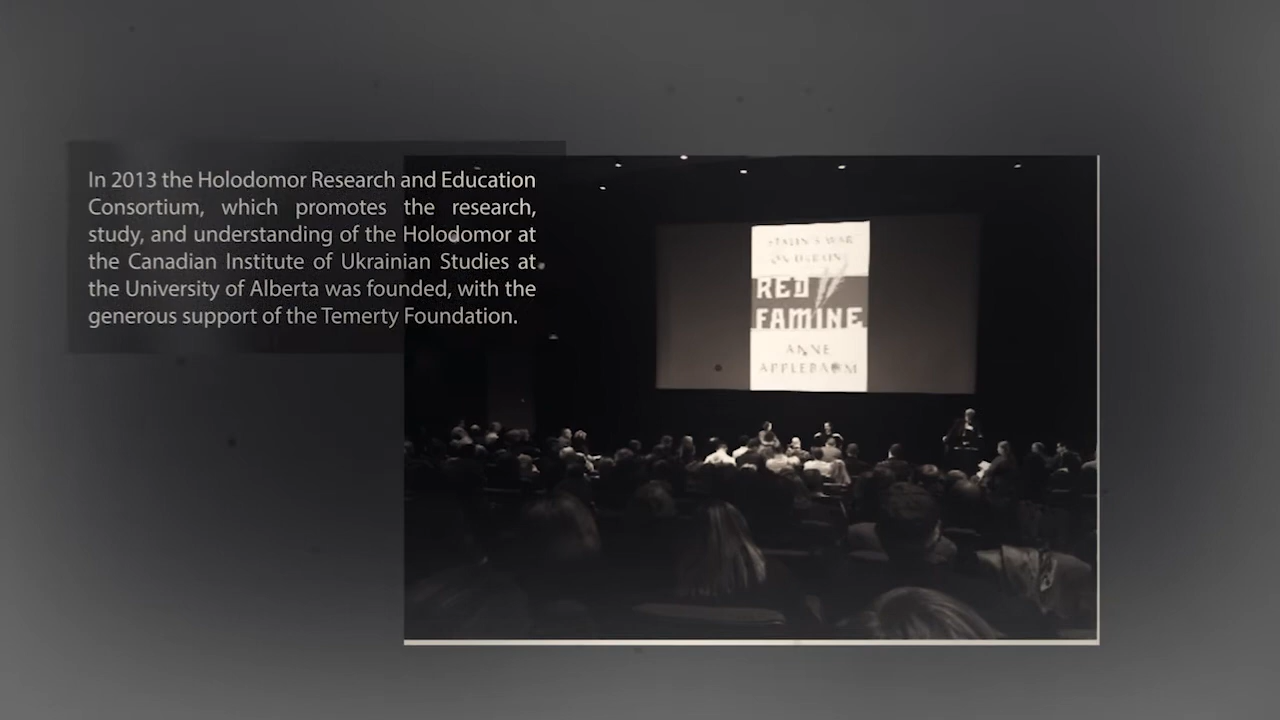 In 2013 the Holodomor Research and Education
Consortium, which promotes the research,
study, and understanding of the Holodomor at
the Canadian Institute of Ukrainian Studies at
the University of Alberta was founded, with the
generous support of the Temerty Foundation.
STALIN'S WAR
ON UKRAINE
RED
FAMINE
ANNE
APPLEBAUM